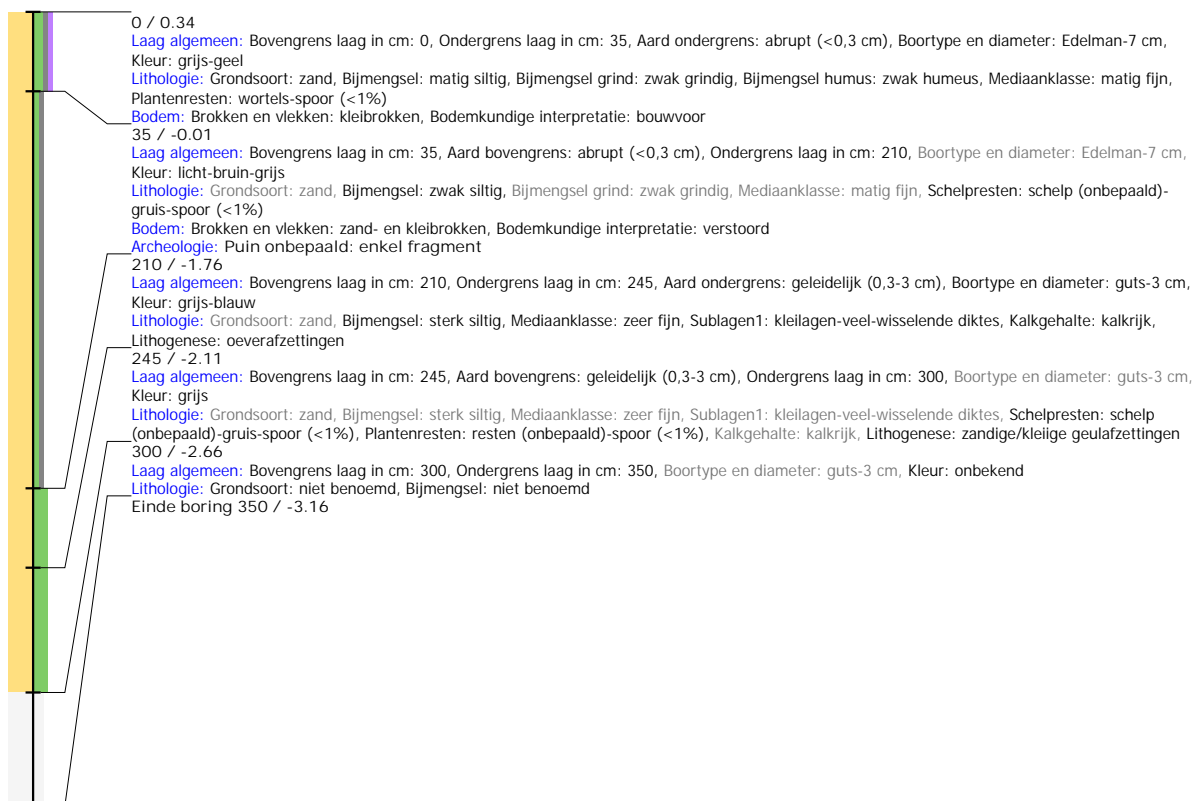 0 / 0.34
Laag algemeen: Bovengrens laag in cm: 0, Ondergrens laag in cm: 35, Aard ondergrens: abrupt (<0,3 cm), Boortype en diameter: Edelman-7 cm,
Kleur: grijs-geel
Lithologie: Grondsoort: zand, Bijmengsel: matig siltig, Bijmengsel grind: zwak grindig, Bijmengsel humus: zwak humeus, Mediaanklasse: matig fijn,
Plantenresten: wortels-spoor (<1%)
Bodem: Brokken en vlekken: kleibrokken, Bodemkundige interpretatie: bouwvoor
35 / -0.01
Laag algemeen: Bovengrens laag in cm: 35, Aard bovengrens: abrupt (<0,3 cm), Ondergrens laag in cm: 210, Boortype en diameter: Edelman-7 cm,
Kleur: licht-bruin-grijs
Lithologie: Grondsoort: zand, Bijmengsel: zwak siltig, Bijmengsel grind: zwak grindig, Mediaanklasse: matig fijn, Schelpresten: schelp (onbepaald)-
gruis-spoor (<1%)
Bodem: Brokken en vlekken: zand- en kleibrokken, Bodemkundige interpretatie: verstoord
Archeologie: Puin onbepaald: enkel fragment
210 / -1.76
Laag algemeen: Bovengrens laag in cm: 210, Ondergrens laag in cm: 245, Aard ondergrens: geleidelijk (0,3-3 cm), Boortype en diameter: guts-3 cm,
Kleur: grijs-blauw
Lithologie: Grondsoort: zand, Bijmengsel: sterk siltig, Mediaanklasse: zeer fijn, Sublagen1: kleilagen-veel-wisselende diktes, Kalkgehalte: kalkrijk,
Lithogenese: oeverafzettingen
245 / -2.11
Laag algemeen: Bovengrens laag in cm: 245, Aard bovengrens: geleidelijk (0,3-3 cm), Ondergrens laag in cm: 300, Boortype en diameter: guts-3 cm,
Kleur: grijs
Lithologie: Grondsoort: zand, Bijmengsel: sterk siltig, Mediaanklasse: zeer fijn, Sublagen1: kleilagen-veel-wisselende diktes, Schelpresten: schelp
(onbepaald)-gruis-spoor (<1%), Plantenresten: resten (onbepaald)-spoor (<1%), Kalkgehalte: kalkrijk, Lithogenese: zandige/kleiige geulafzettingen
300 / -2.66
Laag algemeen: Bovengrens laag in cm: 300, Ondergrens laag in cm: 350, Boortype en diameter: guts-3 cm, Kleur: onbekend
Lithologie: Grondsoort: niet benoemd, Bijmengsel: niet benoemd
Einde boring 350 / -3.16